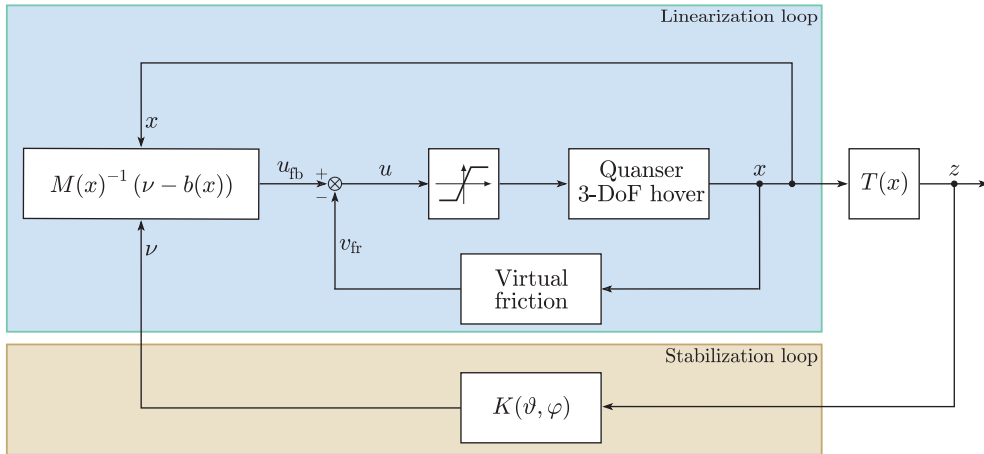 Linearization loop
x
M(x)⁻¹ (ν − b(x))
u_fb
+
−
u
Quanser
3-DoF hover
x
T(x)
z
ν
v_fr
Virtual
friction
Stabilization loop
K(ϑ, φ)